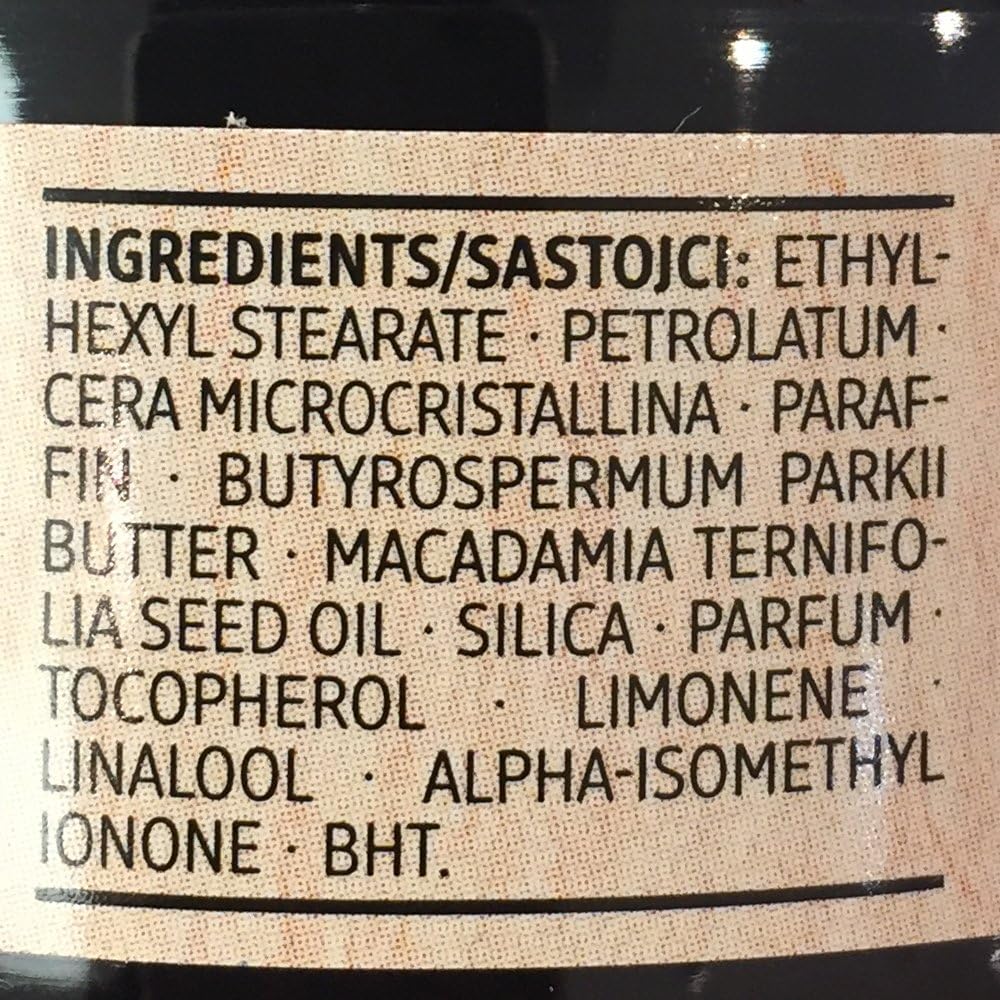 INGREDIENTS/SASTOJCI: ETHYL-
HEXYL STEARATE · PETROLATUM ·
CERA MICROCRISTALLINA · PARAF-
FIN · BUTYROSPERMUM PARKII
BUTTER · MACADAMIA TERNIFO-
LIA SEED OIL · SILICA · PARFUM ·
TOCOPHEROL · LIMONENE ·
LINALOOL · ALPHA-ISOMETHYL
IONONE · BHT.